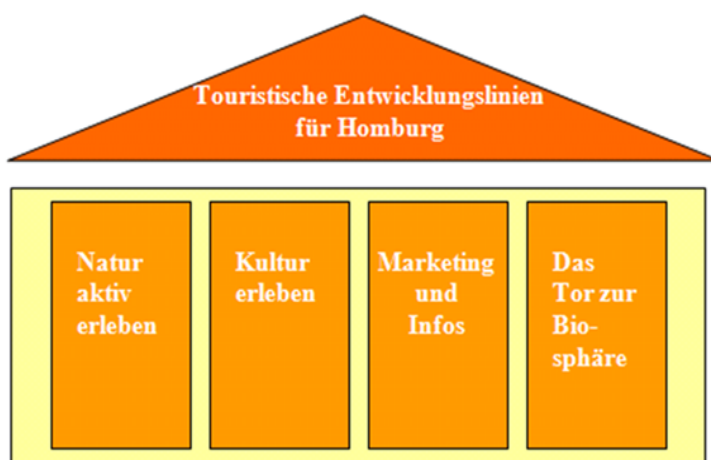 Touristische Entwicklungslinien
für Homburg
Natur
aktiv
erleben
Kultur
erleben
Marketing
und
Infos
Das
Tor zur
Bio-
sphäre